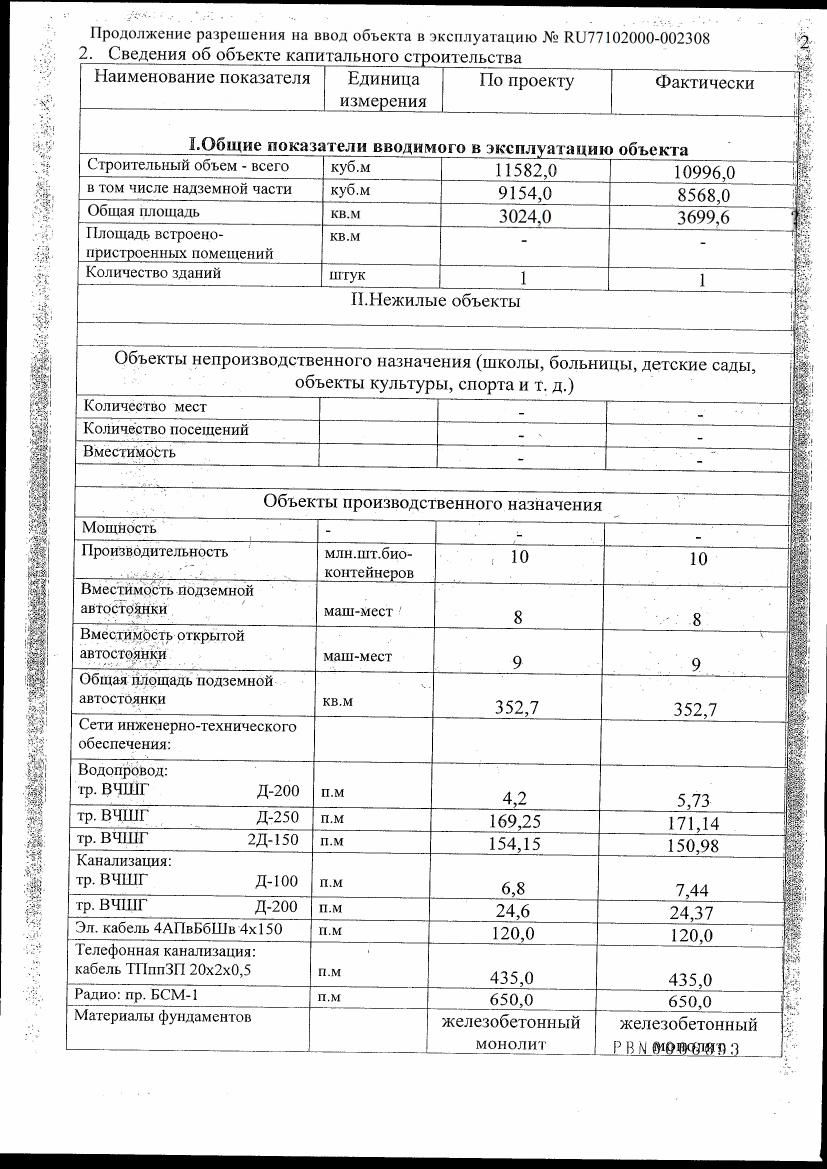 Продолжение разрешения на ввод объекта в эксплуатацию № RU77102000-002308
2
2. Сведения об объекте капитального строительства
Наименование показателя Единица измерения По проекту Фактически
I.Общие показатели вводимого в эксплуатацию объекта
Строительный объем - всего куб.м 11582,0 10996,0
в том числе надземной части куб.м 9154,0 8568,0
Общая площадь кв.м 3024,0 3699,6
Площадь встроено- кв.м - -
пристроенных помещений
Количество зданий штук 1 1
II.Нежилые объекты
Объекты непроизводственного назначения (школы, больницы, детские сады,
объекты культуры, спорта и т. д.)
Количество мест - -
Количество посещений - -
Вместимость - -
Объекты производственного назначения
Мощность - - -
Производительность млн.шт.био- 10 10
контейнеров
Вместимость подземной
автостоянки маш-мест 8 8
Вместимость открытой
автостоянки маш-мест 9 9
Общая площадь подземной
автостоянки кв.м 352,7 352,7
Сети инженерно-технического
обеспечения:
Водопровод:
тр. ВЧШГ Д-200 п.м 4,2 5,73
тр. ВЧШГ Д-250 п.м 169,25 171,14
тр. ВЧШГ 2Д-150 п.м 154,15 150,98
Канализация:
тр. ВЧШГ Д-100 п.м 6,8 7,44
тр. ВЧШГ Д-200 п.м 24,6 24,37
Эл. кабель 4АПвБбШв 4х150 п.м 120,0 120,0
Телефонная канализация:
кабель ТПппЗП 20х2х0,5 п.м 435,0 435,0
Радио: пр. БСМ-1 п.м 650,0 650,0
Материалы фундаментов железобетонный железобетонный
монолит монолит